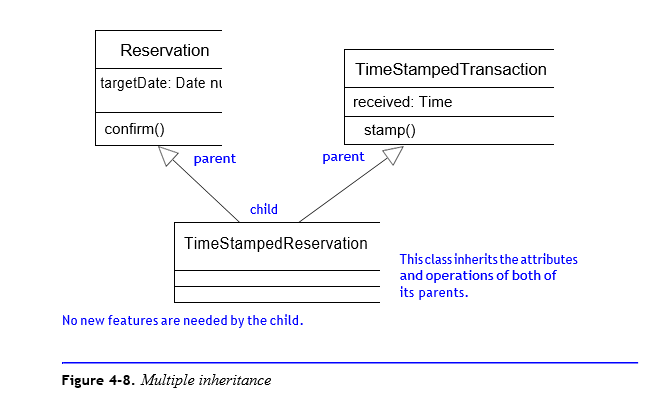 Reservation
targetDate: Date nu
confirm()
TimeStampedTransaction
received: Time
stamp()
parent
parent
child
TimeStampedReservation
This class inherits the attributes
and operations of both of
its parents.
No new features are needed by the child.
Figure 4-8. Multiple inheritance